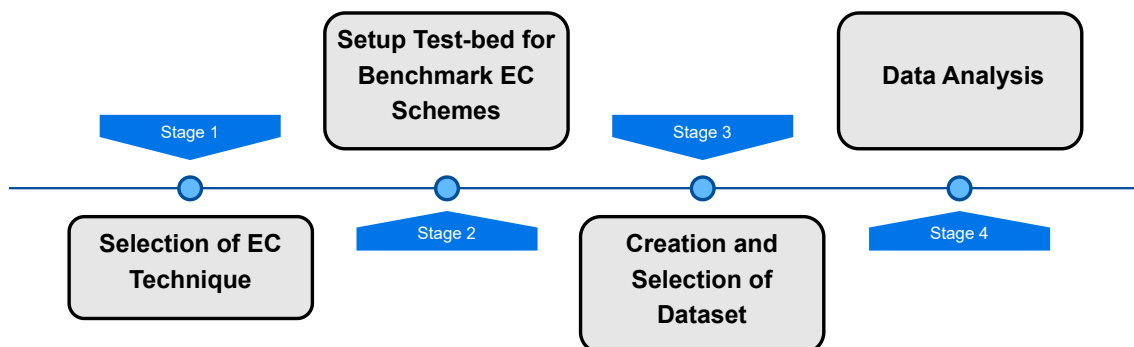 Stage 1
Selection of EC
Technique
Setup Test-bed for
Benchmark EC
Schemes
Stage 2
Stage 3
Creation and
Selection of
Dataset
Data Analysis
Stage 4